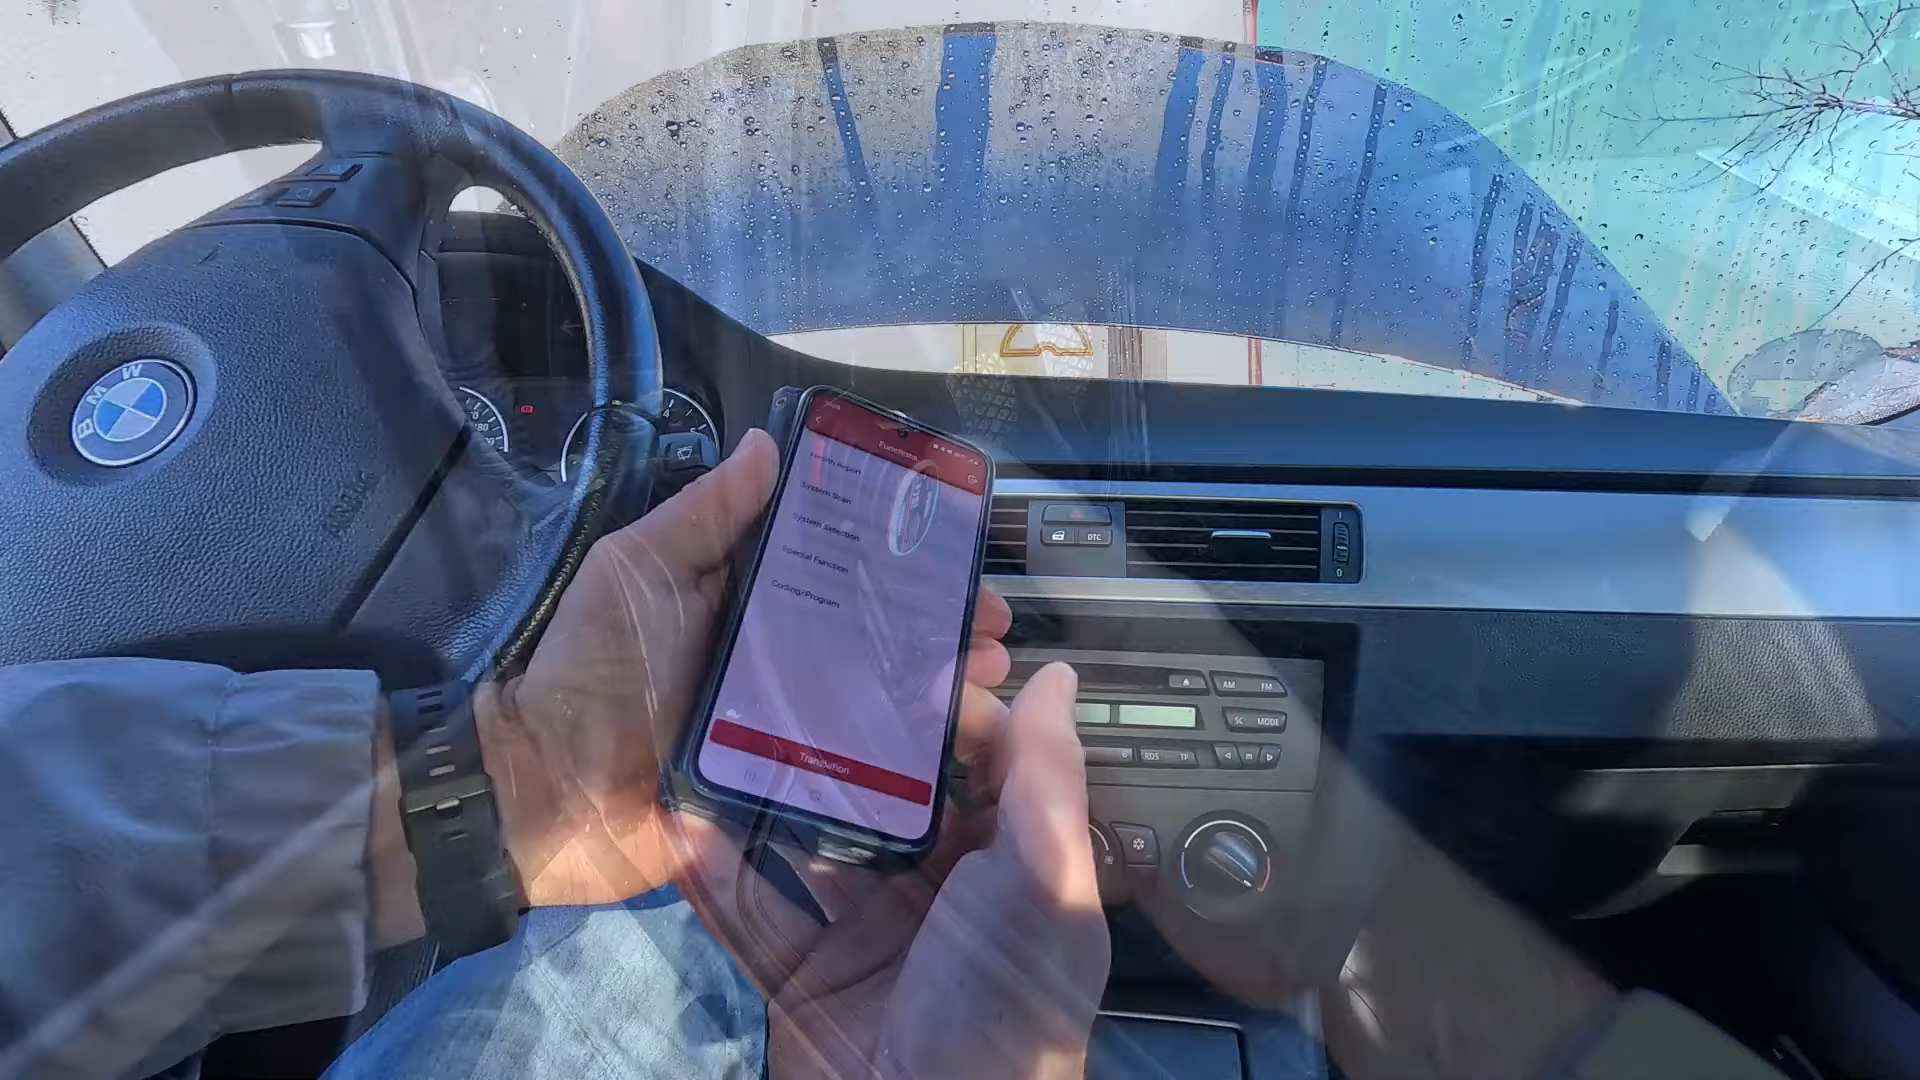 BMW
Functions
Health Report
System Scan
System Selection
Special Function
Coding/Program
Translation
DTC
0
AM FM
SC MODE
RDS TP